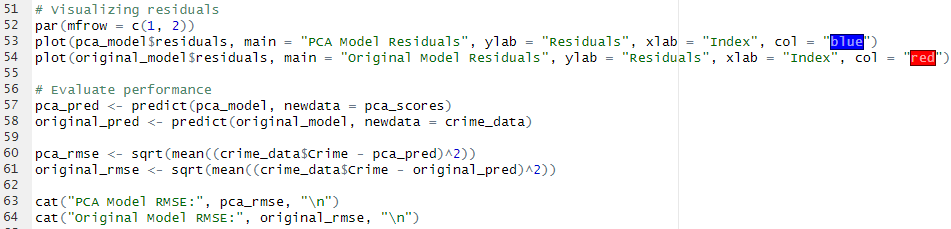 51 # Visualizing residuals
52 par(mfrow = c(1, 2))
53 plot(pca_model$residuals, main = "PCA Model Residuals", ylab = "Residuals", xlab = "Index", col = "blue")
54 plot(original_model$residuals, main = "Original Model Residuals", ylab = "Residuals", xlab = "Index", col = "red")
55
56 # Evaluate performance
57 pca_pred <- predict(pca_model, newdata = pca_scores)
58 original_pred <- predict(original_model, newdata = crime_data)
59
60 pca_rmse <- sqrt(mean((crime_data$Crime - pca_pred)^2))
61 original_rmse <- sqrt(mean((crime_data$Crime - original_pred)^2))
62
63 cat("PCA Model RMSE:", pca_rmse, "\n")
64 cat("Original Model RMSE:", original_rmse, "\n")